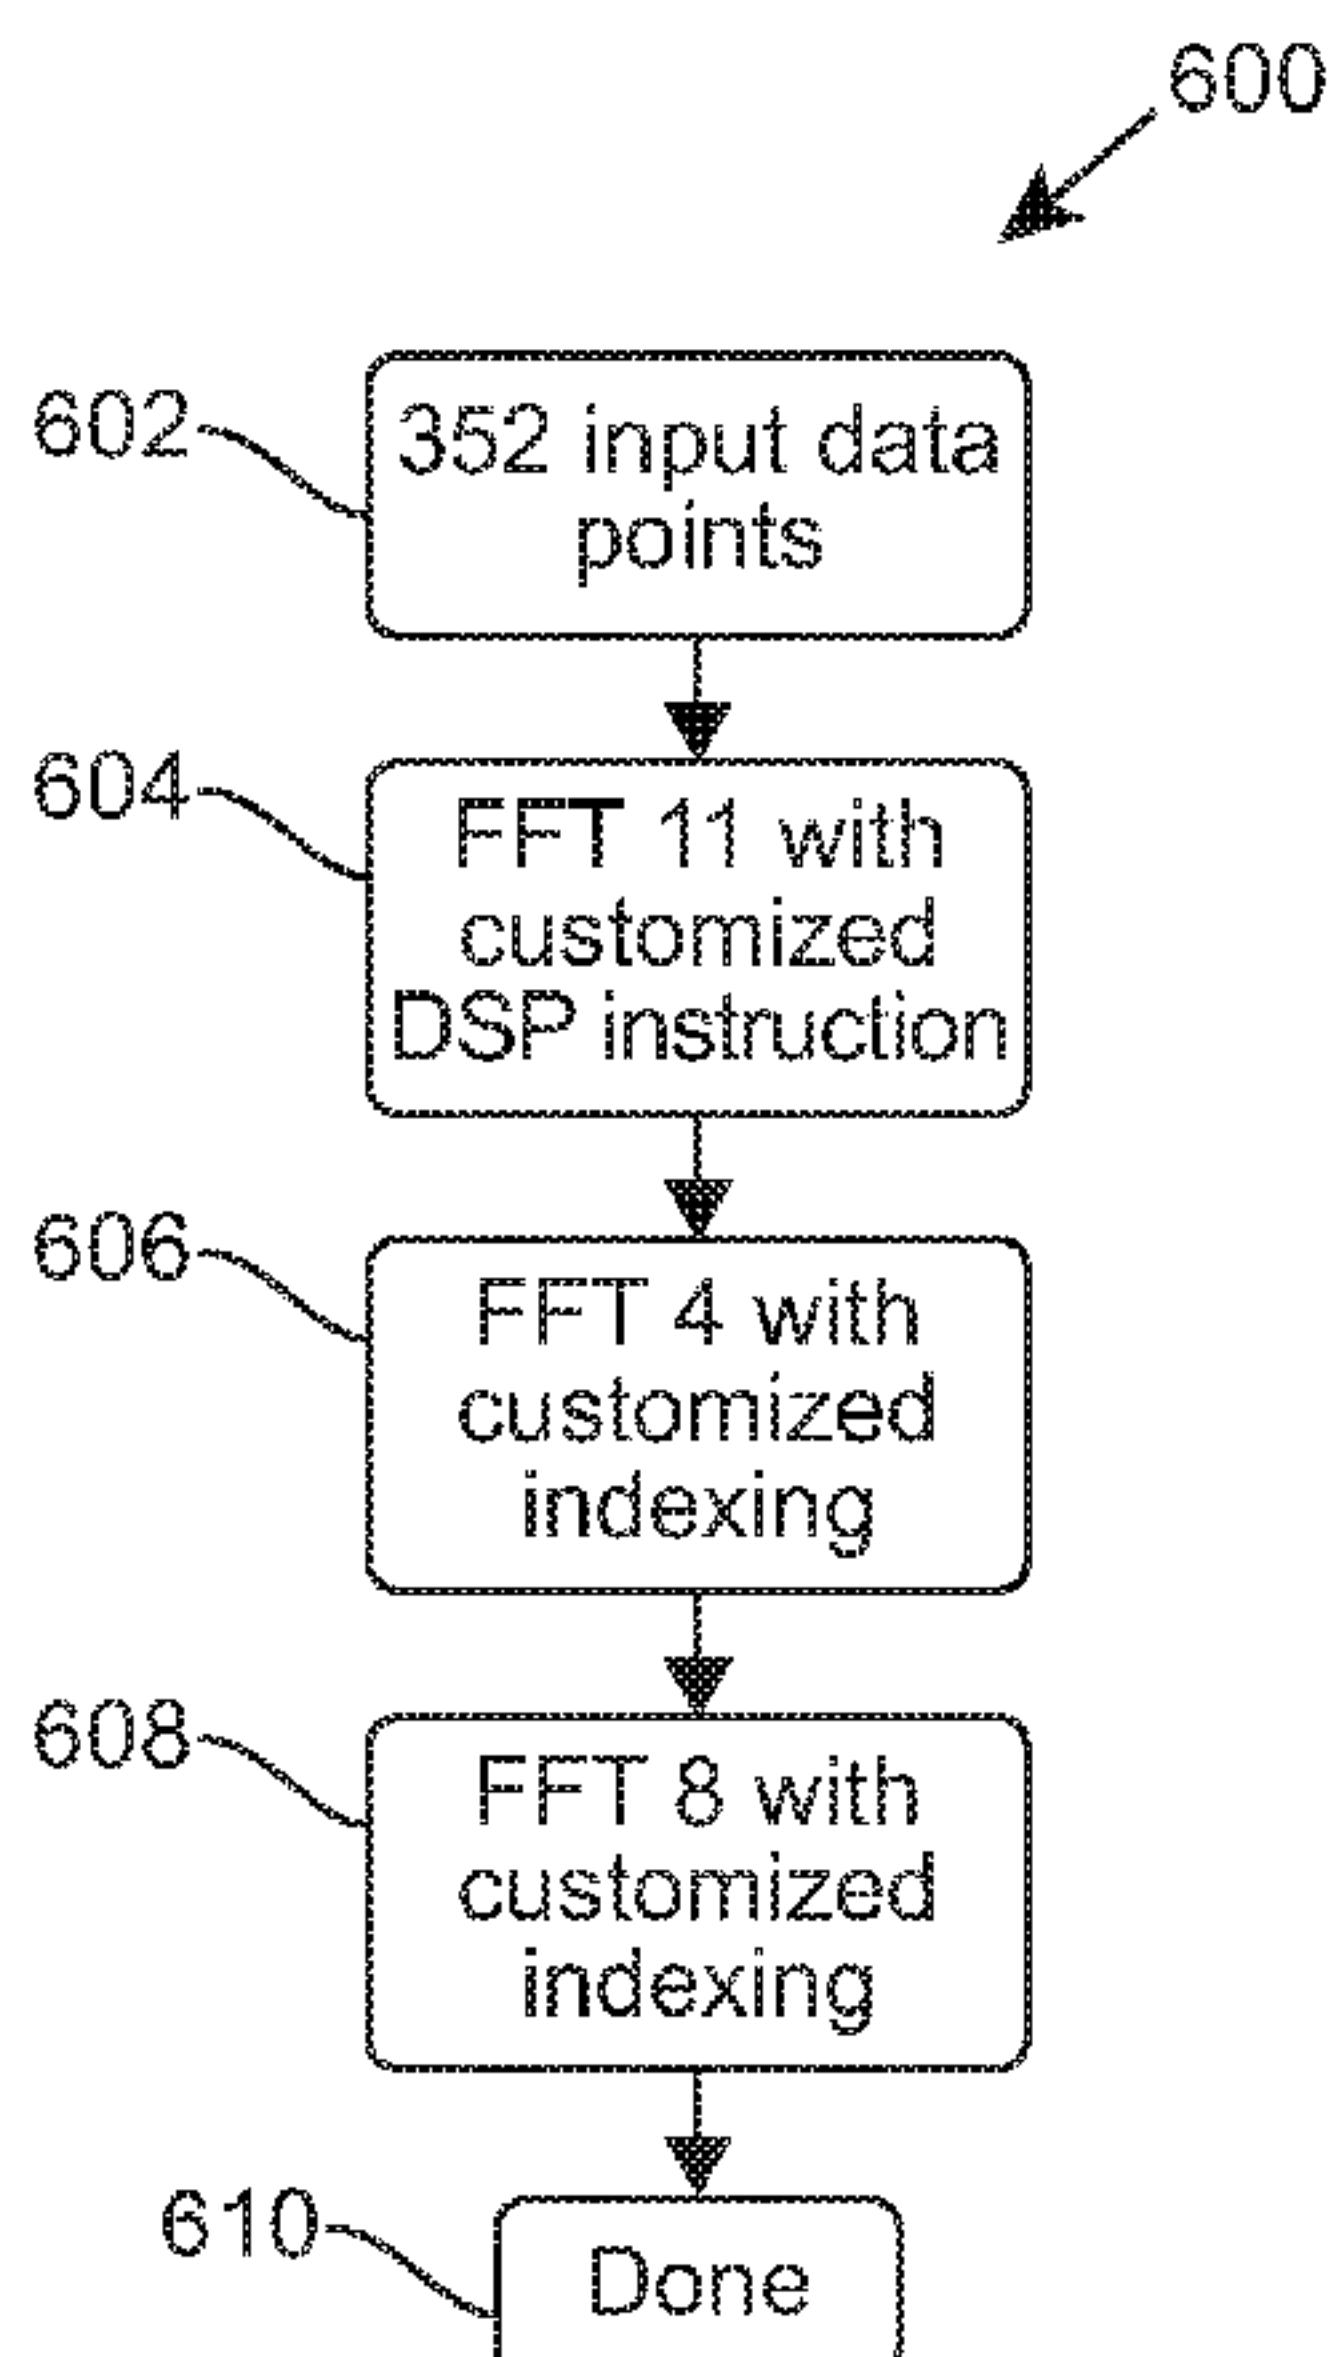 600
602
352 input data
points
604
FFT 11 with
customized
DSP instruction
606
FFT 4 with
customized
indexing
608
FFT 8 with
customized
indexing
610
Done